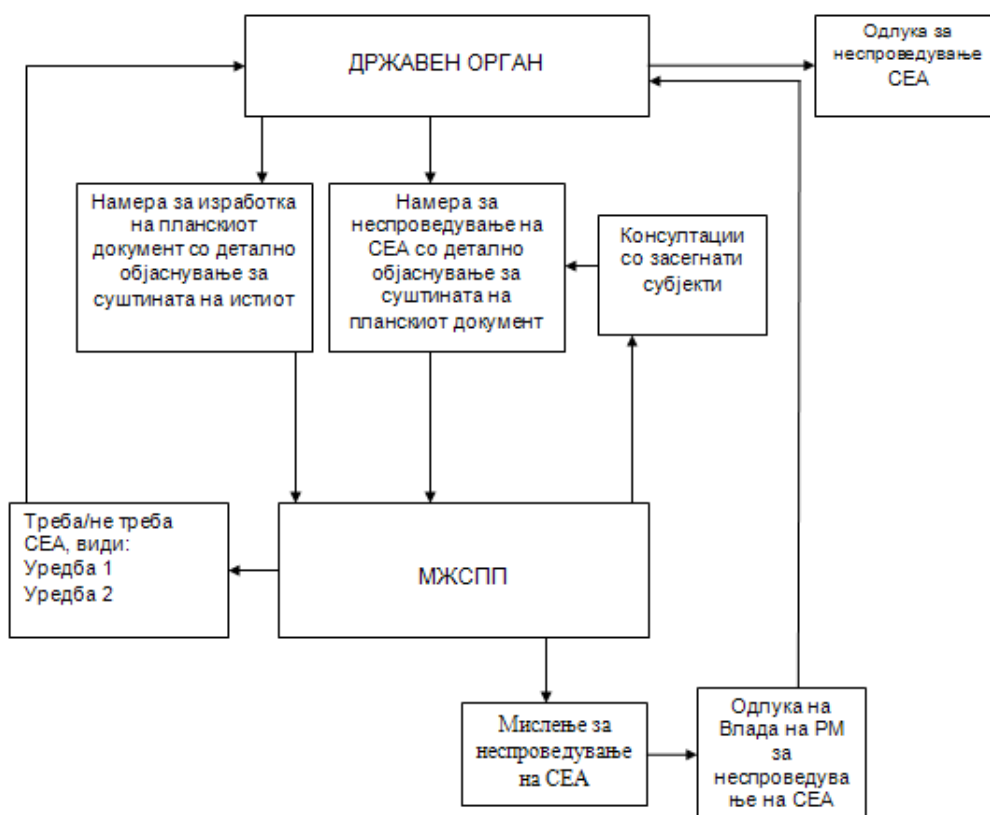 ДРЖАВЕН ОРГАН
Одлука за
неспроведување
СЕА
Намера за изработка
на планскиот
документ со детално
објаснување за
суштината на истиот
Намера за
неспроведување на
СЕА со детално
објаснување за
суштината на
планскиот документ
Консултации
со засегнати
субјекти
Треба/не треба
СЕА, види:
Уредба 1
Уредба 2
МЖСПП
Мислење за
неспроведување
на СЕА
Одлука на
Влада на РМ
за
неспроведува
ње на СЕА